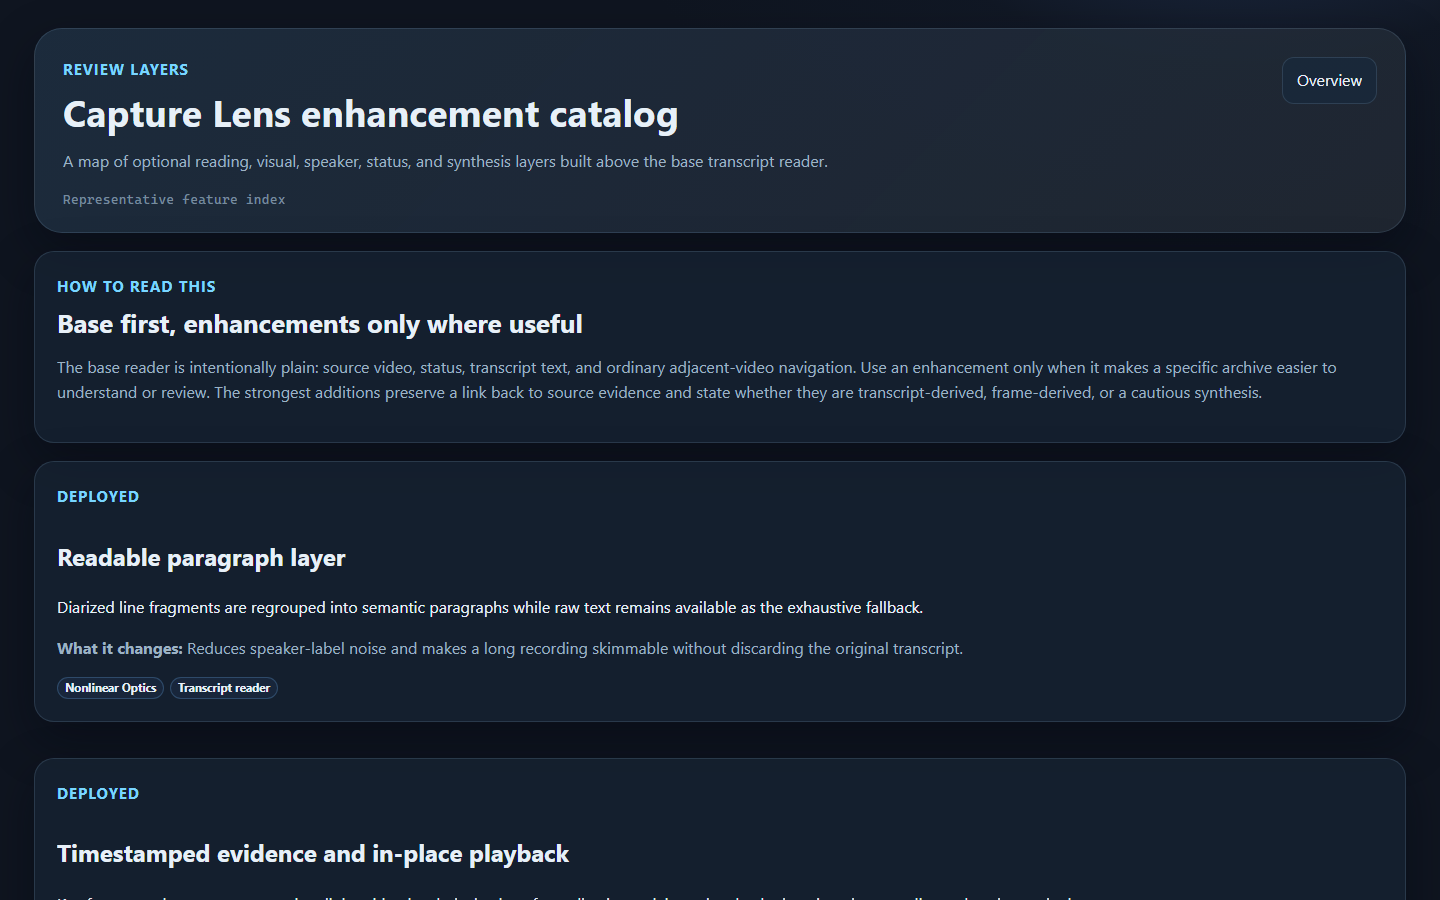 REVIEW LAYERS
Overview
Capture Lens enhancement catalog
A map of optional reading, visual, speaker, status, and synthesis layers built above the base transcript reader.
Representative feature index
HOW TO READ THIS
Base first, enhancements only where useful
The base reader is intentionally plain: source video, status, transcript text, and ordinary adjacent-video navigation. Use an enhancement only when it makes a specific archive easier to
understand or review. The strongest additions preserve a link back to source evidence and state whether they are transcript-derived, frame-derived, or a cautious synthesis.
DEPLOYED
Readable paragraph layer
Diarized line fragments are regrouped into semantic paragraphs while raw text remains available as the exhaustive fallback.
What it changes: Reduces speaker-label noise and makes a long recording skimmable without discarding the original transcript.
Nonlinear Optics
Transcript reader
DEPLOYED
Timestamped evidence and in-place playback